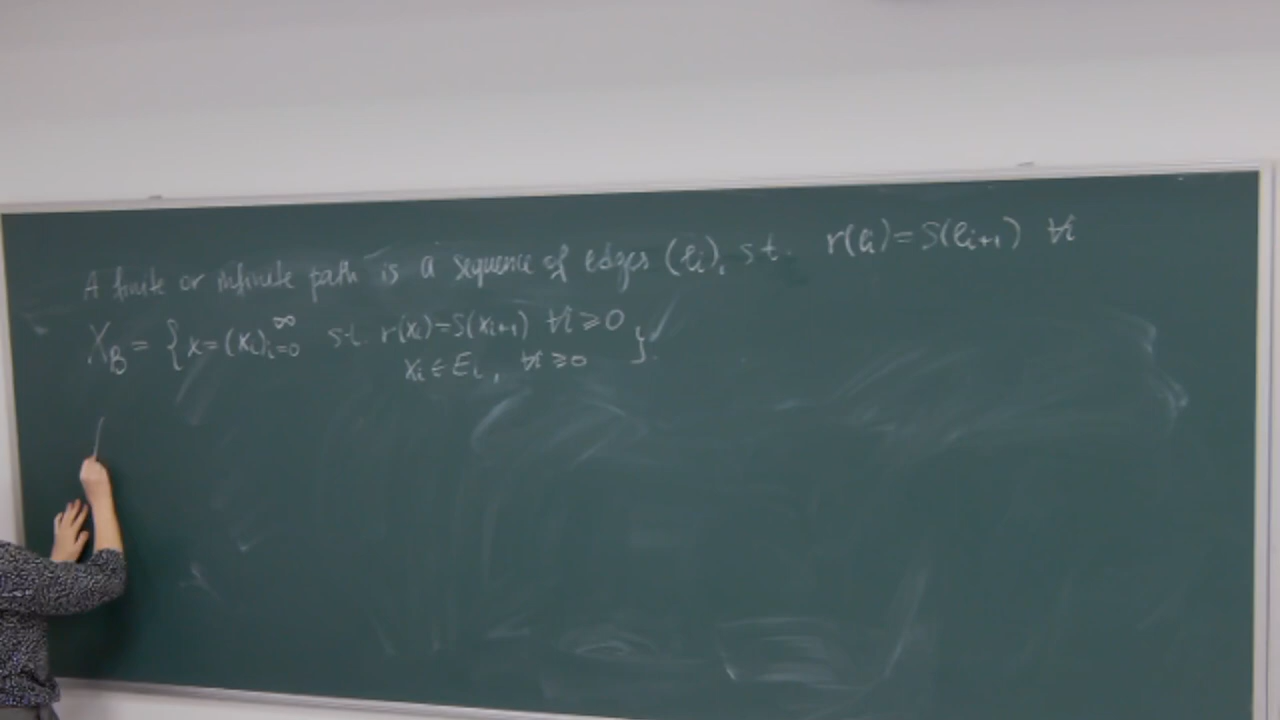 A finite or infinite path is a sequence of edges (eᵢ), s.t. r(eᵢ)=S(eᵢ₊₁) ∀i
X_B = { x=(xᵢ)_{i=0}^∞ s.t. r(xᵢ)=S(xᵢ₊₁) ∀i ⩾ 0
xᵢ ∈ Eᵢ, ∀i ⩾ 0 }.